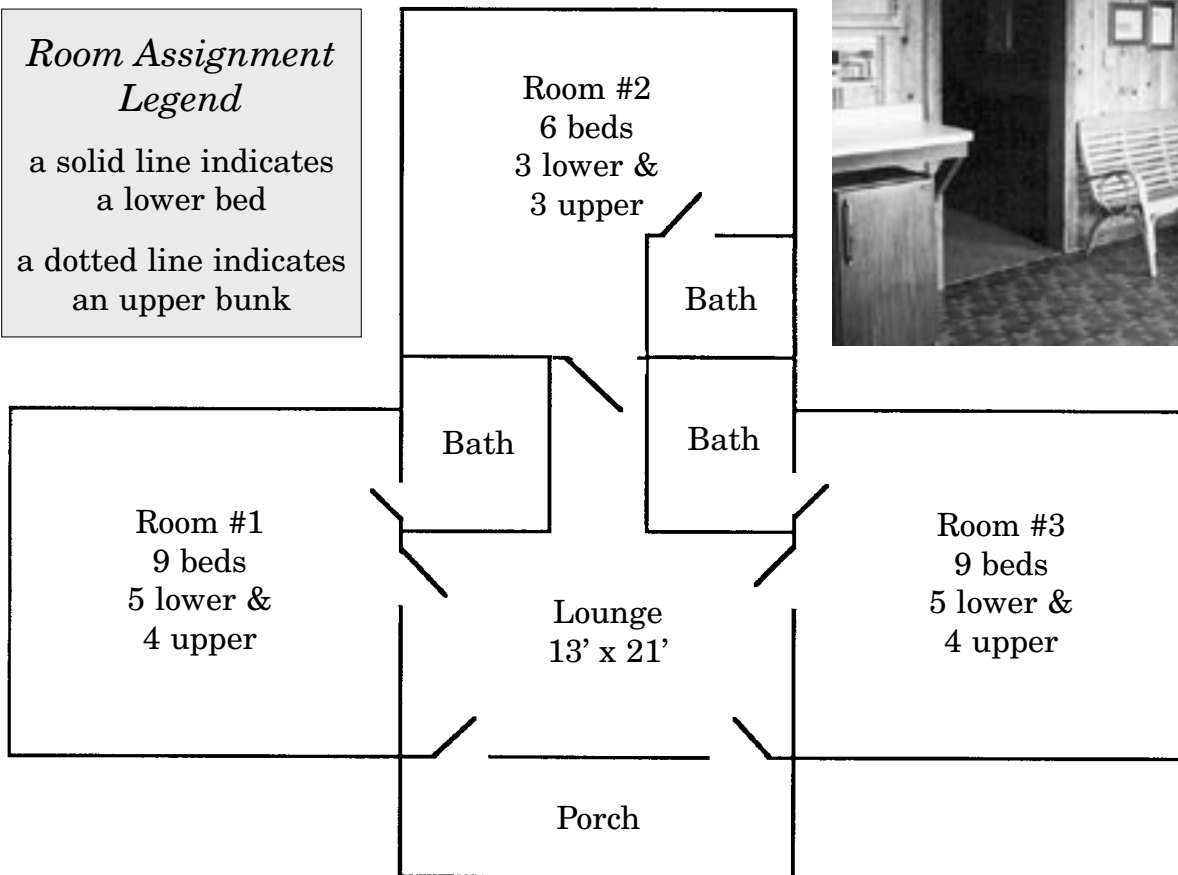 Room Assignment
Legend
a solid line indicates
a lower bed
a dotted line indicates
an upper bunk
Room #2
6 beds
3 lower &
3 upper
Bath
Bath
Bath
Room #1
9 beds
5 lower &
4 upper
Lounge
13’ x 21’
Room #3
9 beds
5 lower &
4 upper
Porch